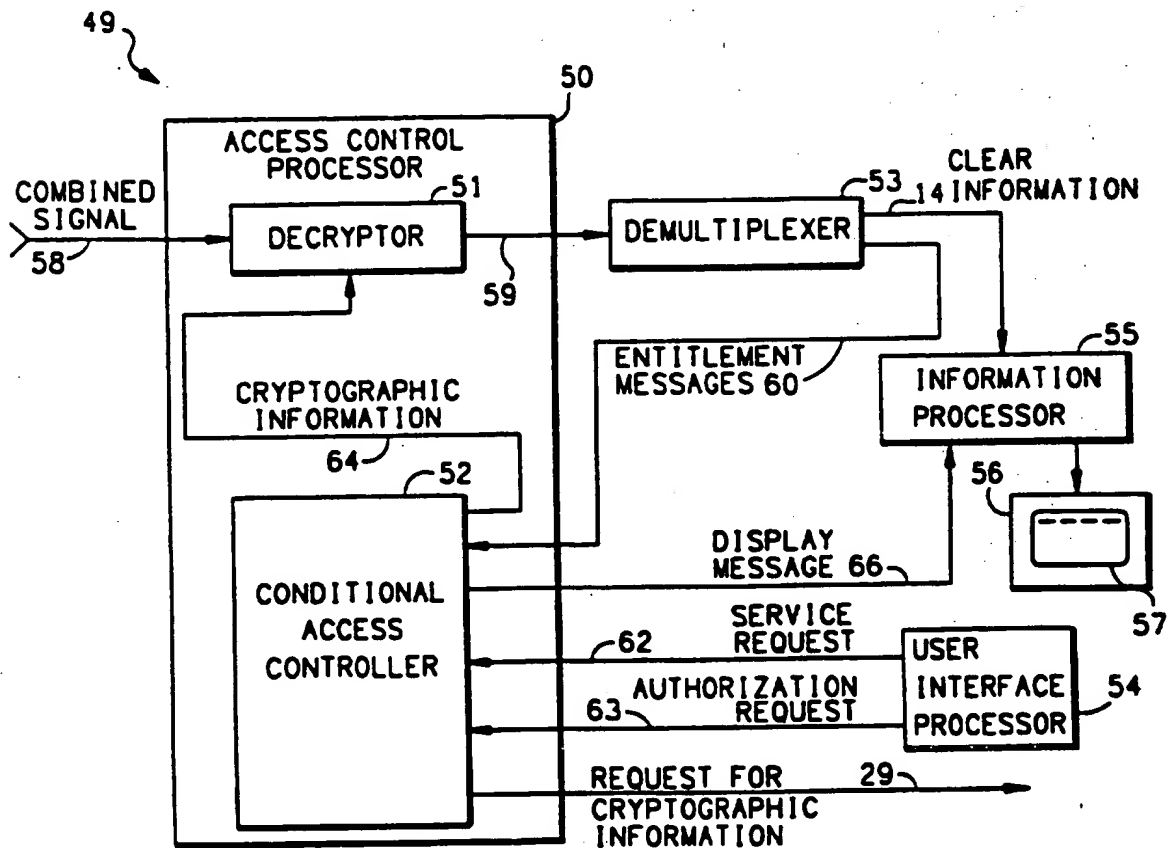 49
50
ACCESS CONTROL
PROCESSOR
COMBINED
SIGNAL
58
51
DECRYPTOR
59
53
DEMULTIPLEXER
CLEAR
14 INFORMATION
ENTITLEMENT
MESSAGES 60
55
INFORMATION
PROCESSOR
CRYPTOGRAPHIC
INFORMATION
64
52
CONDITIONAL
ACCESS
CONTROLLER
56
57
DISPLAY
MESSAGE 66
SERVICE
REQUEST
62
AUTHORIZATION
REQUEST
63
USER
INTERFACE
PROCESSOR
54
REQUEST FOR
CRYPTOGRAPHIC
INFORMATION
29